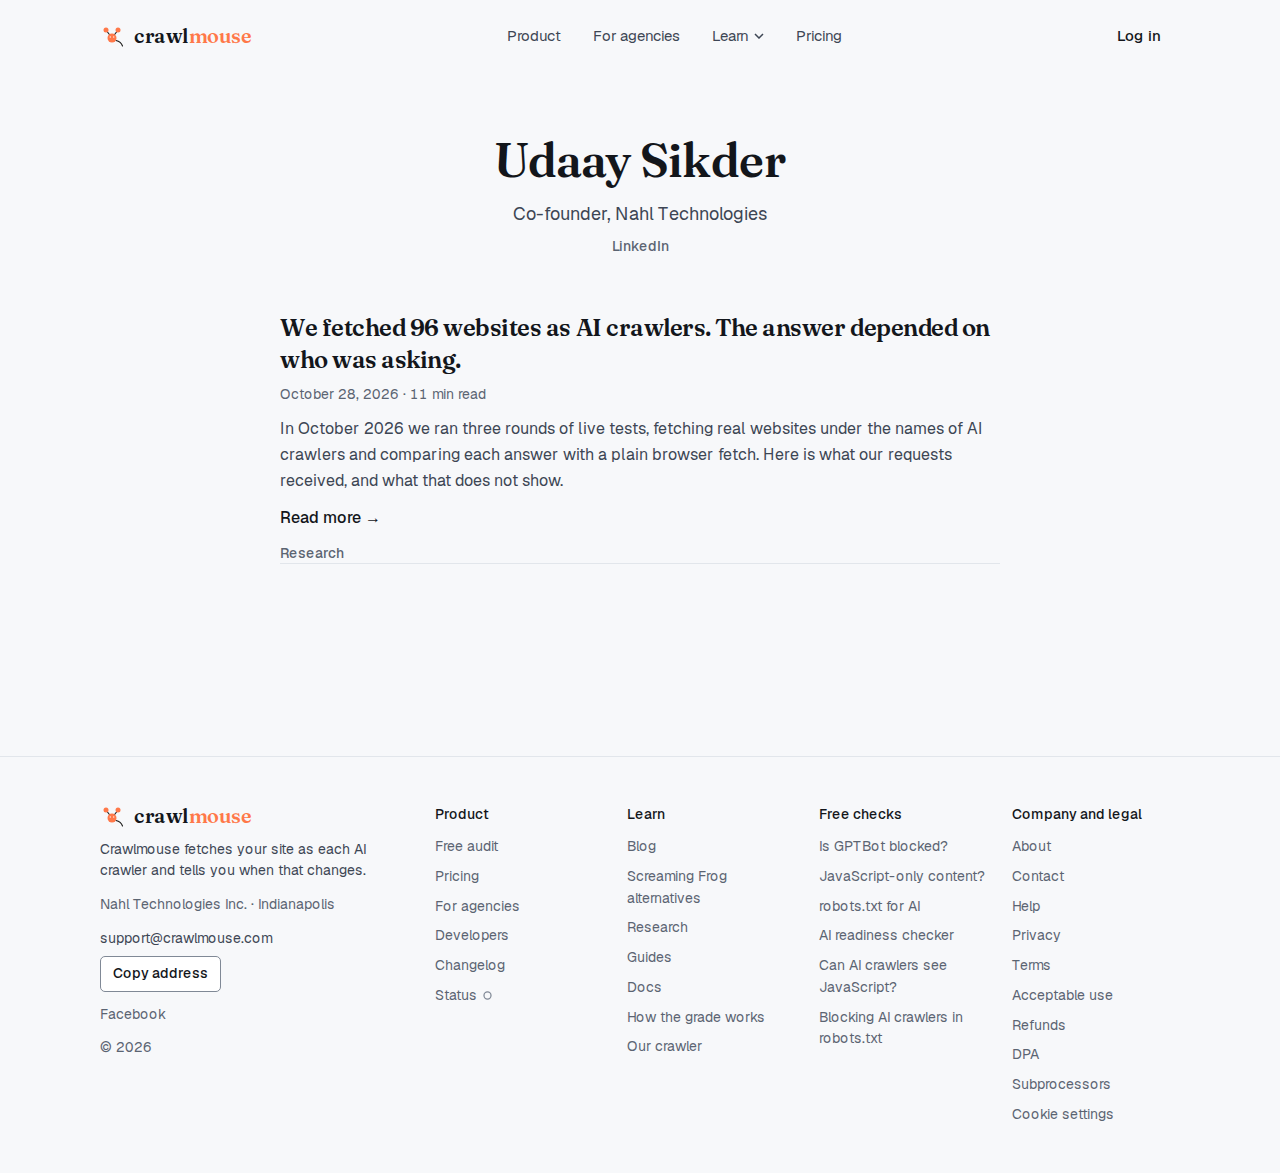 crawlmouse
Product
For agencies
Learn
Pricing
Log in
Udaay Sikder
Co-founder, Nahl Technologies
LinkedIn
We fetched 96 websites as AI crawlers. The answer depended on
who was asking.
October 28, 2026 · 11 min read
In October 2026 we ran three rounds of live tests, fetching real websites under the names of AI
crawlers and comparing each answer with a plain browser fetch. Here is what our requests
received, and what that does not show.
Read more →
Research
crawlmouse
Crawlmouse fetches your site as each AI
crawler and tells you when that changes.
Nahl Technologies Inc. · Indianapolis
support@crawlmouse.com
Copy address
Facebook
© 2026
Product
Free audit
Pricing
For agencies
Developers
Changelog
Status
Learn
Blog
Screaming Frog
alternatives
Research
Guides
Docs
How the grade works
Our crawler
Free checks
Is GPTBot blocked?
JavaScript-only content?
robots.txt for AI
AI readiness checker
Can AI crawlers see
JavaScript?
Blocking AI crawlers in
robots.txt
Company and legal
About
Contact
Help
Privacy
Terms
Acceptable use
Refunds
DPA
Subprocessors
Cookie settings